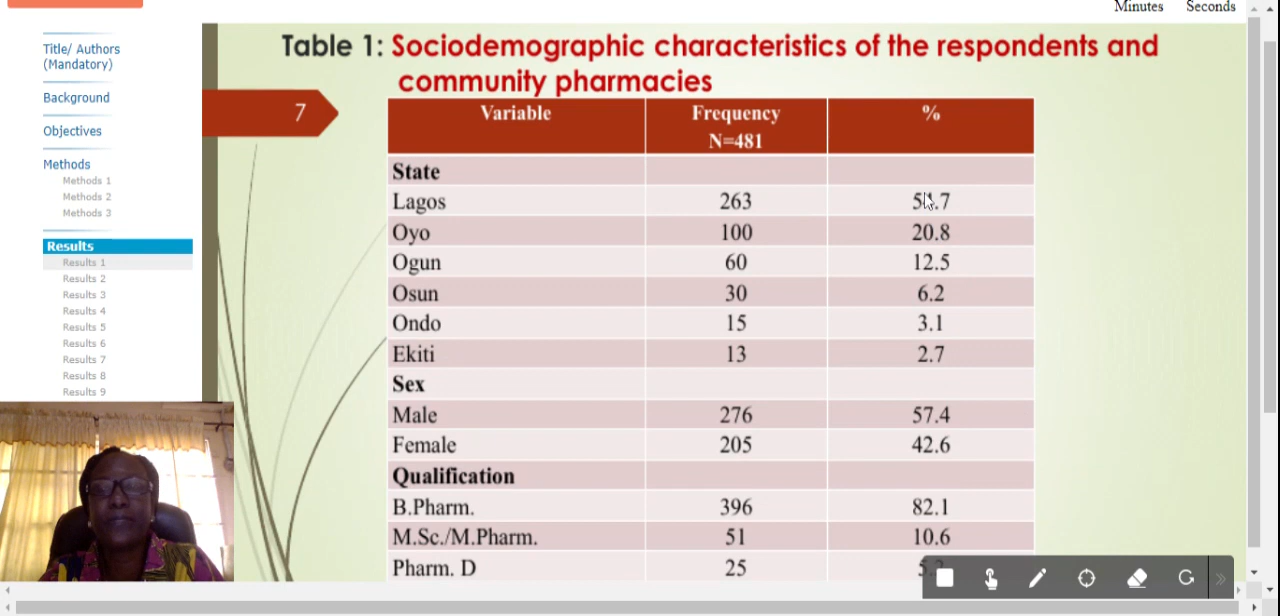 Minutes Seconds
Title/ Authors
(Mandatory)
Background
Objectives
Methods
Methods 1
Methods 2
Methods 3
Results
Results 1
Results 2
Results 3
Results 4
Results 5
Results 6
Results 7
Results 8
Results 9
Table 1: Sociodemographic characteristics of the respondents and
community pharmacies
7
Variable Frequency %
N=481
State
Lagos 263
Oyo 100 20.8
Ogun 60 12.5
Osun 30 6.2
Ondo 15 3.1
Ekiti 13 2.7
Sex
Male 276 57.4
Female 205 42.6
Qualification
B.Pharm. 396 82.1
M.Sc./M.Pharm. 51 10.6
Pharm. D 25